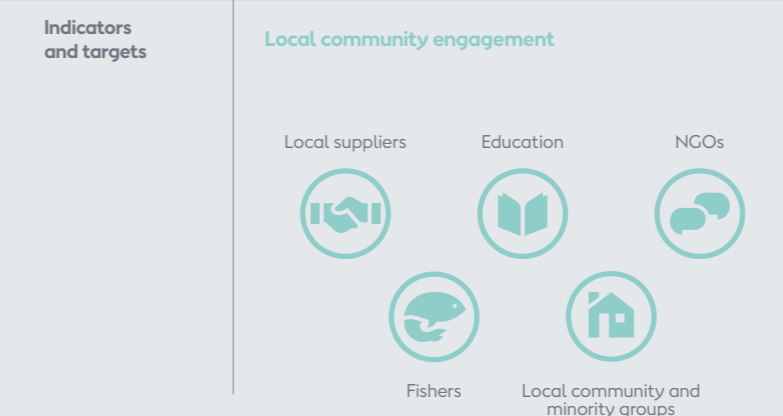 Indicators
and targets
Local community engagement
Local suppliers
Education
NGOs
Fishers
Local community and
minority groups